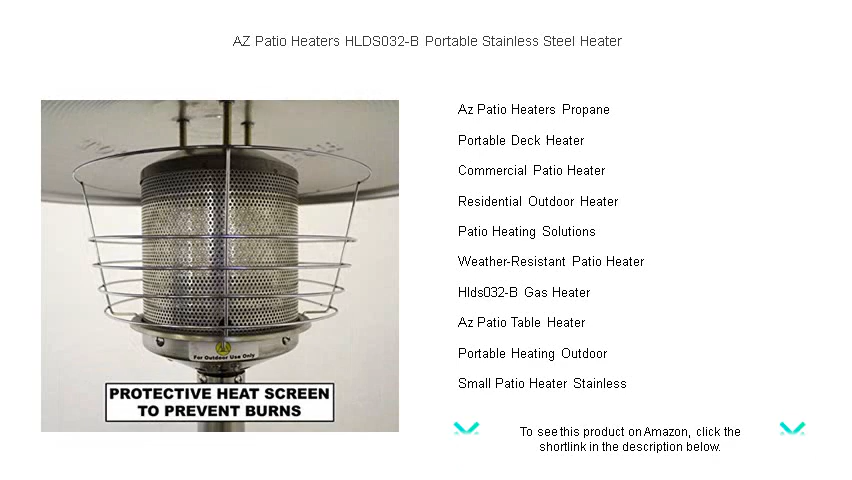 AZ Patio Heaters HLDS032-B Portable Stainless Steel Heater
For Outdoor Use Only
PROTECTIVE HEAT SCREEN
TO PREVENT BURNS
Az Patio Heaters Propane
Portable Deck Heater
Commercial Patio Heater
Residential Outdoor Heater
Patio Heating Solutions
Weather-Resistant Patio Heater
Hlds032-B Gas Heater
Az Patio Table Heater
Portable Heating Outdoor
Small Patio Heater Stainless
To see this product on Amazon, click the
shortlink in the description below.